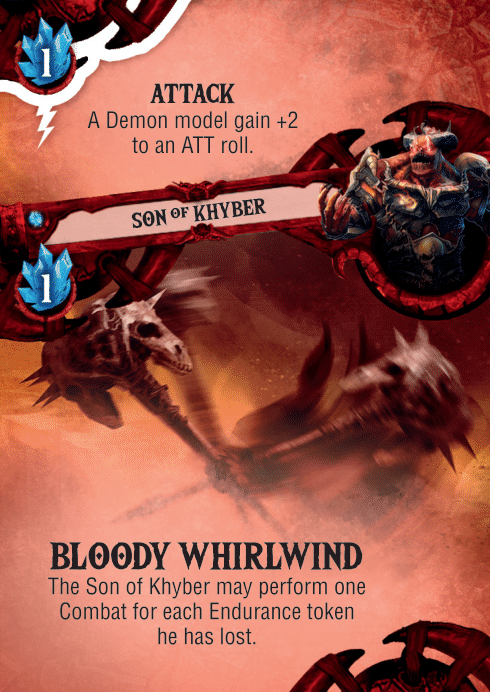 1
ATTACK
A Demon model gain +2
to an ATT roll.
SON OF KHYBER
1
BLOODY WHIRLWIND
The Son of Khyber may perform one
Combat for each Endurance token
he has lost.